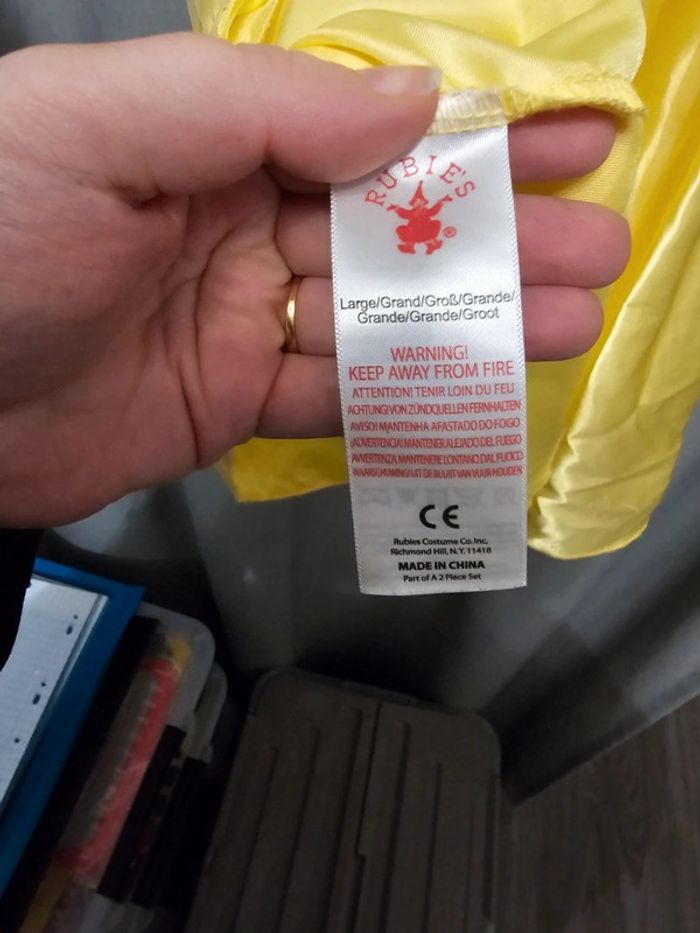 RUBIE'S
®
Large/Grand/Groß/Grande/
Grande/Grande/Groot
WARNING!
KEEP AWAY FROM FIRE
ATTENTION! TENIR LOIN DU FEU
ACHTUNG! VON ZÜNDQUELLEN FERNHALTEN
AVISO! MANTENHA AFASTADO DO FOGO
¡ADVERTENCIA! MANTENER ALEJADO DEL FUEGO
AVVERTENZA, MANTENERE LONTANO DAL FUOCO
WAARSCHUWING! UIT DE BUURT VAN VUUR HOUDEN
CE
Rubies Costume Co. Inc,
Richmond Hill, N.Y. 11418
MADE IN CHINA
Part of A 2 Piece Set